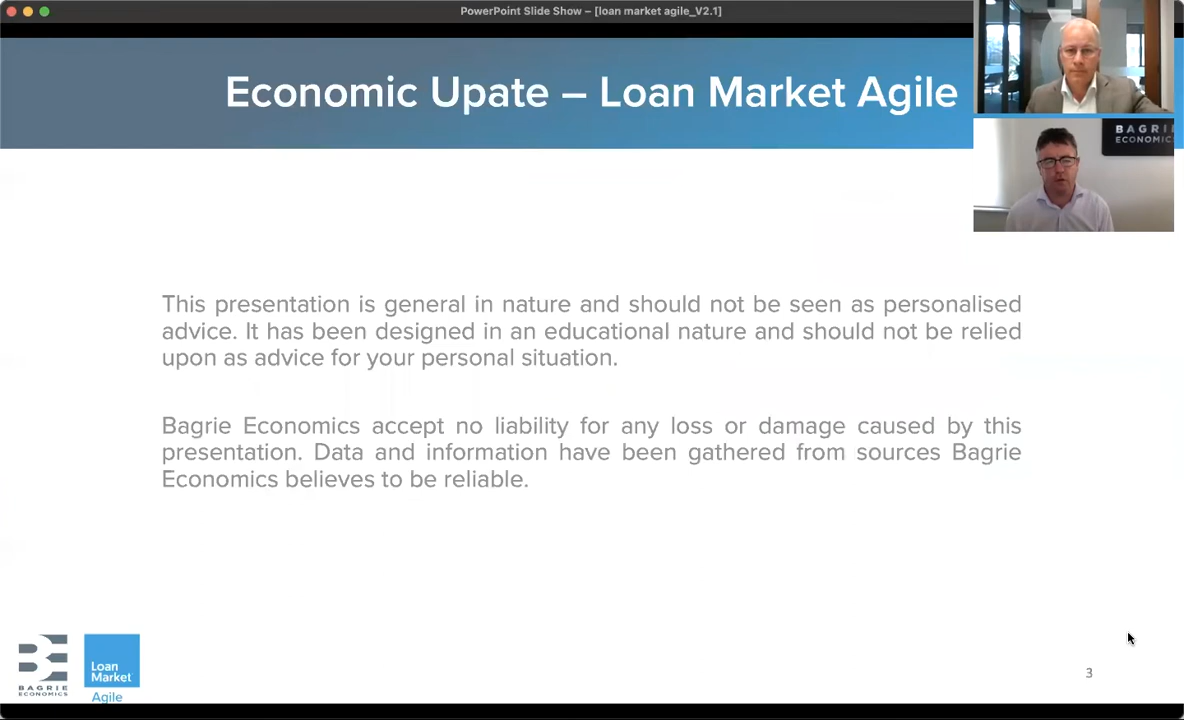 PowerPoint Slide Show – [loan market agile_V2.1]
Economic Upate – Loan Market Agile
BAGRI
ECONOMIC
This presentation is general in nature and should not be seen as personalised
advice. It has been designed in an educational nature and should not be relied
upon as advice for your personal situation.
Bagrie Economics accept no liability for any loss or damage caused by this
presentation. Data and information have been gathered from sources Bagrie
Economics believes to be reliable.
BE
BAGRIE
ECONOMICS
Loan
Market
Agile
3